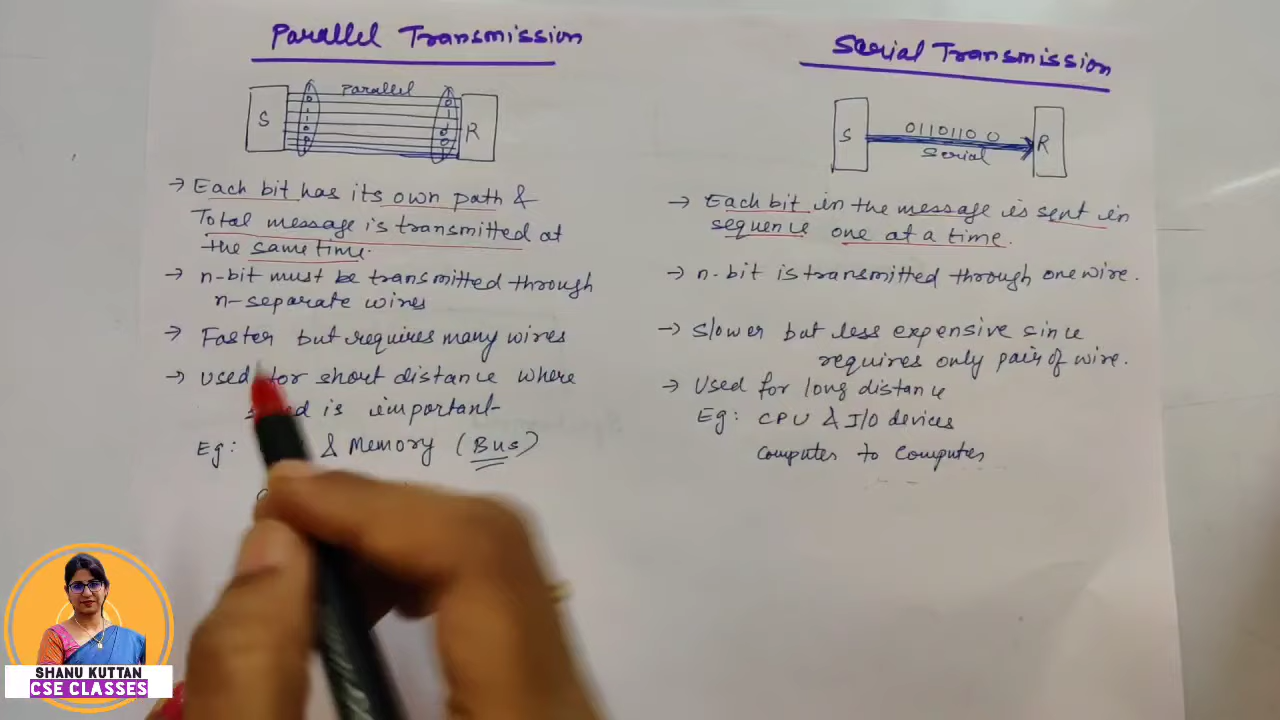 Parallel Transmission
S
Parallel
R
→ Each bit has its own path &
Total message is transmitted at
the same time.
→ n-bit must be transmitted through
n-separate wires
→ Faster but requires many wires
→ used for short distance where
is important
Eg: & Memory (Bus)
Serial Transmission
S
0110110 0
Serial
R
→ Each bit in the message is sent in
sequence one at a time.
→ n-bit is transmitted through one wire.
→ Slower but less expensive since
requires only pair of wire.
→ Used for long distance
Eg: CPU & I/O devices
Computer to Computer
SHANU KUTTAN
CSE CLASSES